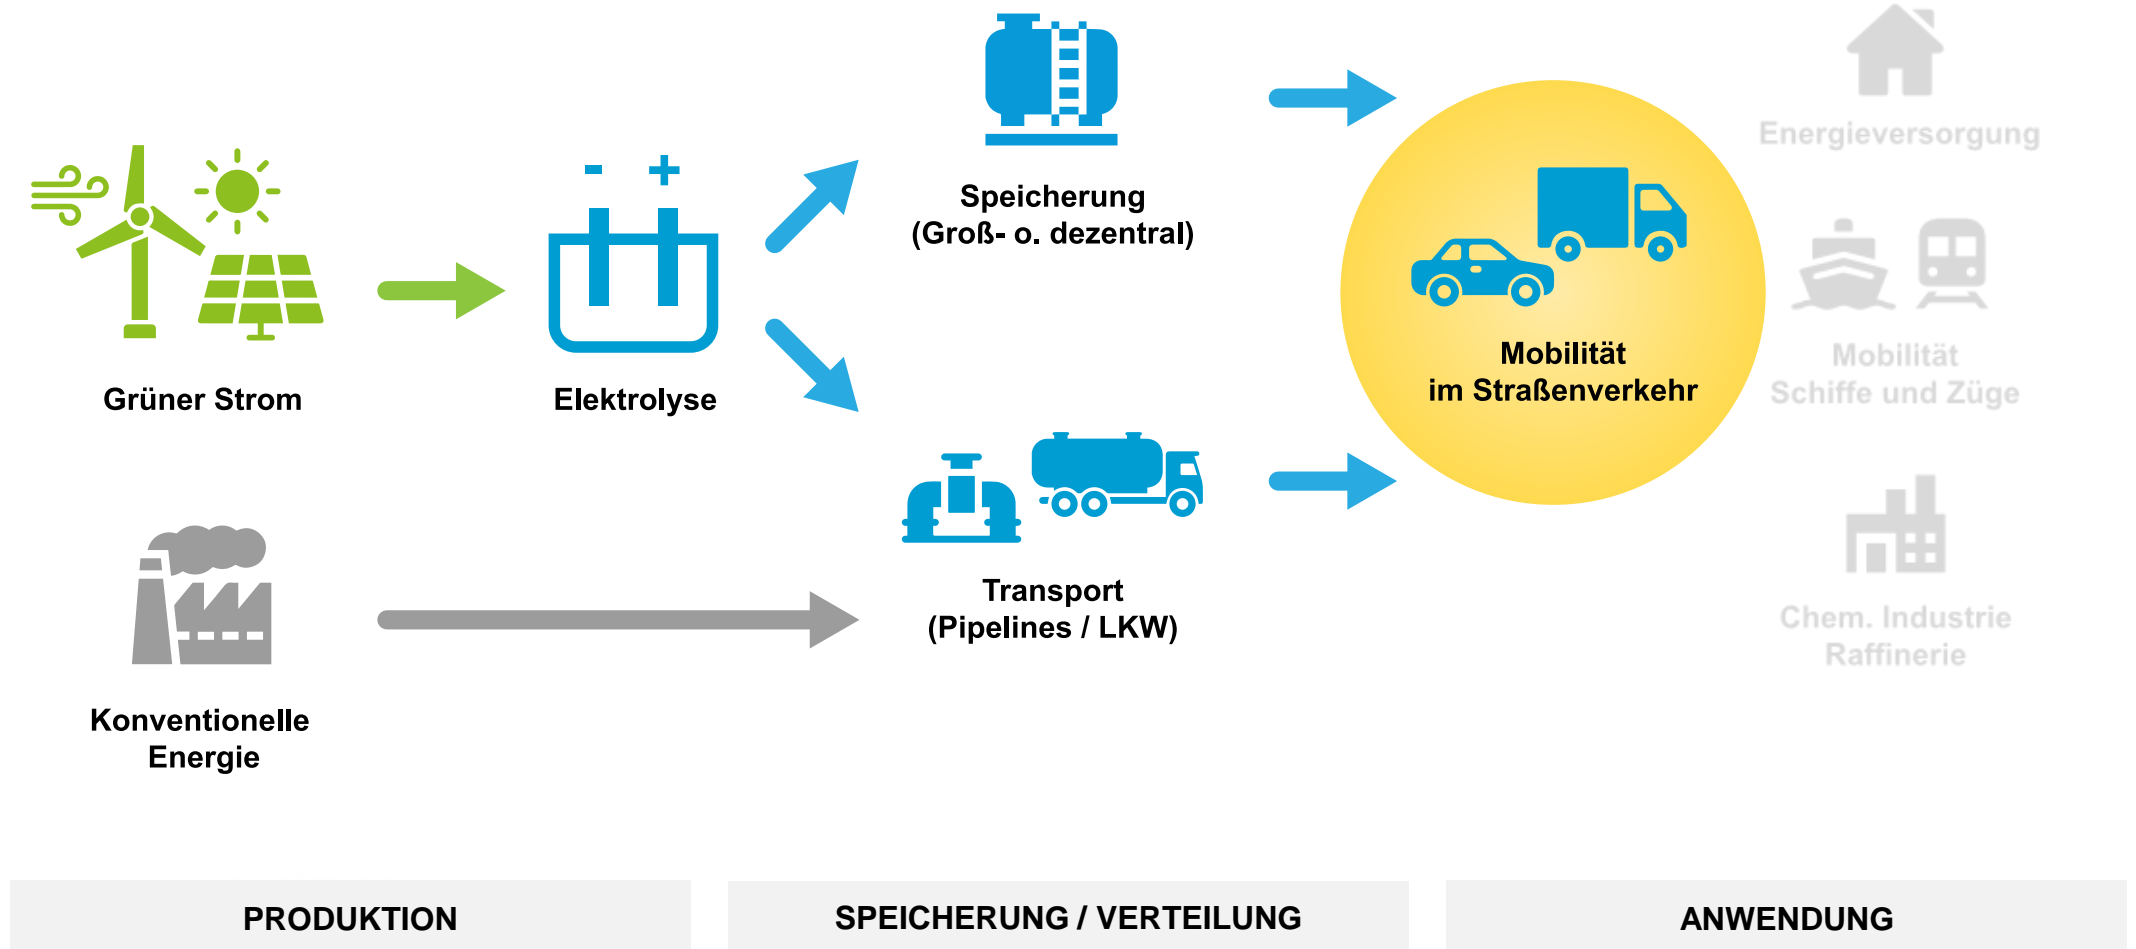 Grüner Strom
Konventionelle
Energie
- +
Elektrolyse
Speicherung
(Groß- o. dezentral)
Transport
(Pipelines / LKW)
Mobilität
im Straßenverkehr
Energieversorgung
Mobilität
Schiffe und Züge
Chem. Industrie
Raffinerie
PRODUKTION
SPEICHERUNG / VERTEILUNG
ANWENDUNG